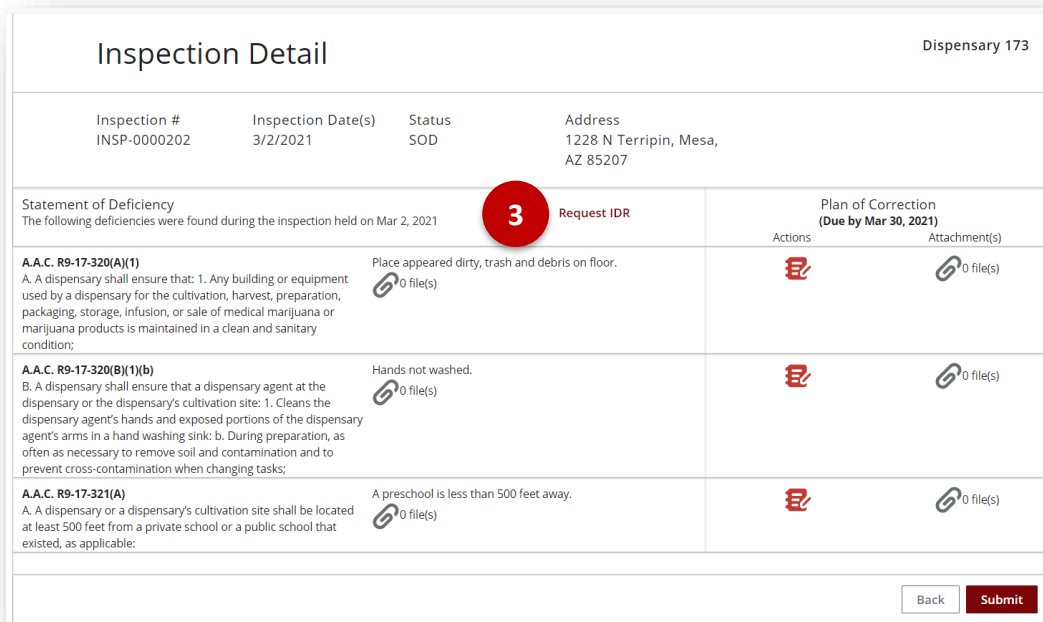 Inspection Detail
Dispensary 173
Inspection #
INSP-0000202
Inspection Date(s)
3/2/2021
Status
SOD
Address
1228 N Terripin, Mesa,
AZ 85207
Statement of Deficiency
The following deficiencies were found during the inspection held on Mar 2, 2021
3
Request IDR
Plan of Correction
(Due by Mar 30, 2021)
Actions
Attachment(s)
A.A.C. R9-17-320(A)(1)
A. A dispensary shall ensure that: 1. Any building or equipment
used by a dispensary for the cultivation, harvest, preparation,
packaging, storage, infusion, or sale of medical marijuana or
marijuana products is maintained in a clean and sanitary
condition;
Place appeared dirty, trash and debris on floor.
0 file(s)
0 file(s)
A.A.C. R9-17-320(B)(1)(b)
B. A dispensary shall ensure that a dispensary agent at the
dispensary or the dispensary's cultivation site: 1. Cleans the
dispensary agent's hands and exposed portions of the dispensary
agent's arms in a hand washing sink: b. During preparation, as
often as necessary to remove soil and contamination and to
prevent cross-contamination when changing tasks;
Hands not washed.
0 file(s)
0 file(s)
A.A.C. R9-17-321(A)
A. A dispensary or a dispensary's cultivation site shall be located
at least 500 feet from a private school or a public school that
existed, as applicable:
A preschool is less than 500 feet away.
0 file(s)
0 file(s)
Back
Submit